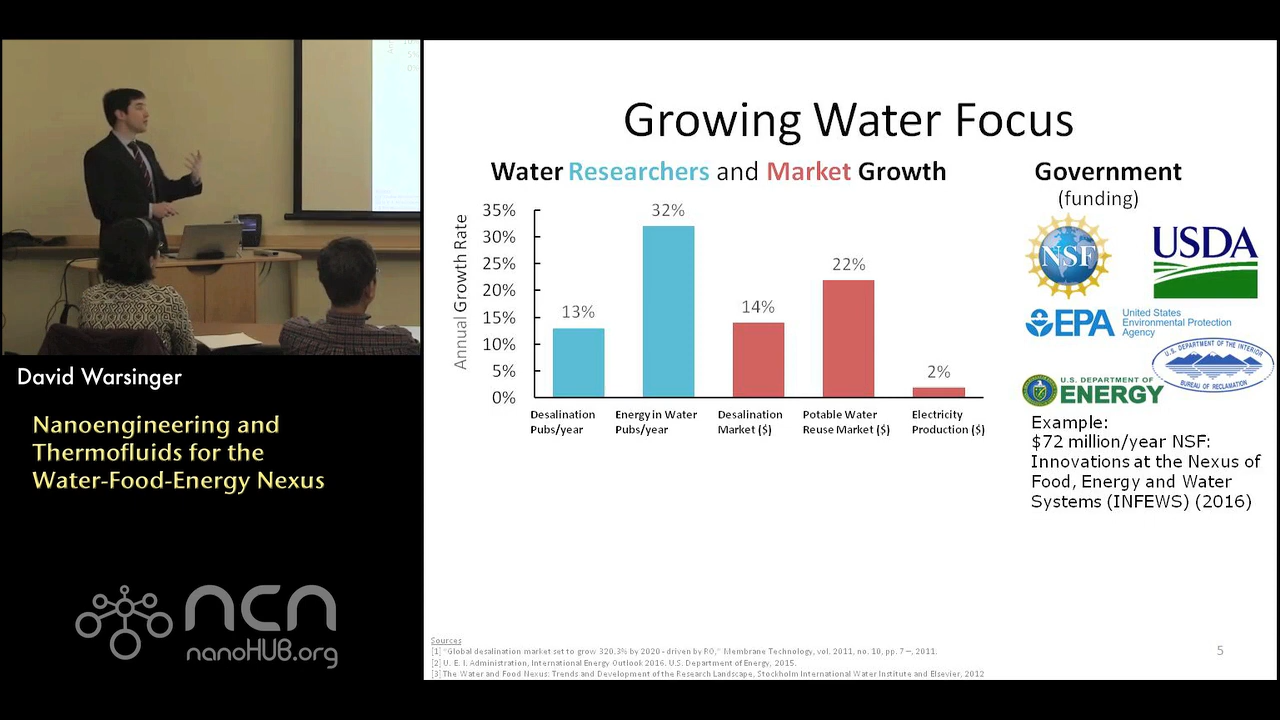 David Warsinger
Nanoengineering and
Thermofluids for the
Water-Food-Energy Nexus
ncn
nanoHUB.org
Growing Water Focus
Water Researchers and Market Growth
Annual Growth Rate
35%
30%
25%
20%
15%
10%
5%
0%
13%
32%
14%
22%
2%
Desalination
Pubs/year
Energy in Water
Pubs/year
Desalination
Market ($)
Potable Water
Reuse Market ($)
Electricity
Production ($)
Government
(funding)
NSF
USDA
EPA
United States
Environmental Protection
Agency
U.S. DEPARTMENT OF THE INTERIOR
BUREAU OF RECLAMATION
U.S. DEPARTMENT OF
ENERGY
Example:
$72 million/year NSF:
Innovations at the Nexus of
Food, Energy and Water
Systems (INFEWS) (2016)
Sources
[1] "Global desalination market set to grow 320.3% by 2020 - driven by RO," Membrane Technology, vol. 2011, no. 10, pp. 7–, 2011.
[2] U. E. I. Administration, International Energy Outlook 2016. U.S. Department of Energy, 2015.
[3] The Water and Food Nexus: Trends and Development of the Research Landscape, Stockholm International Water Institute and Elsevier, 2012
5